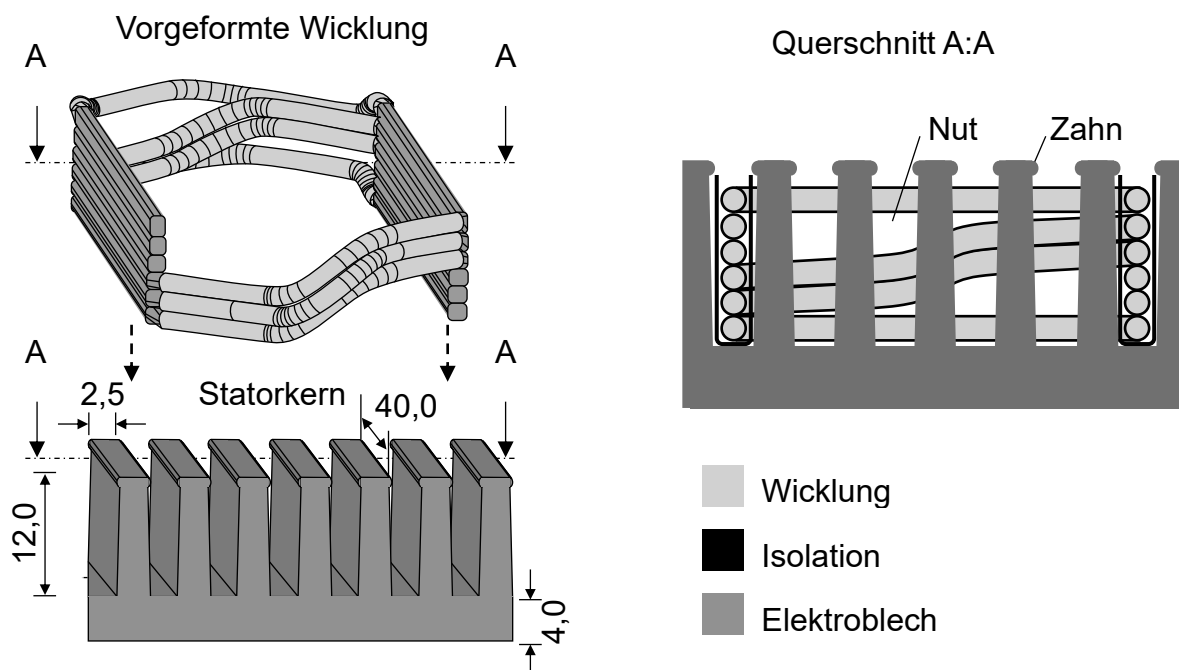 Vorgeformte Wicklung
A
A
A
A
2,5
Statorkern
40,0
12,0
4,0
Querschnitt A:A
Nut
Zahn
Wicklung
Isolation
Elektroblech